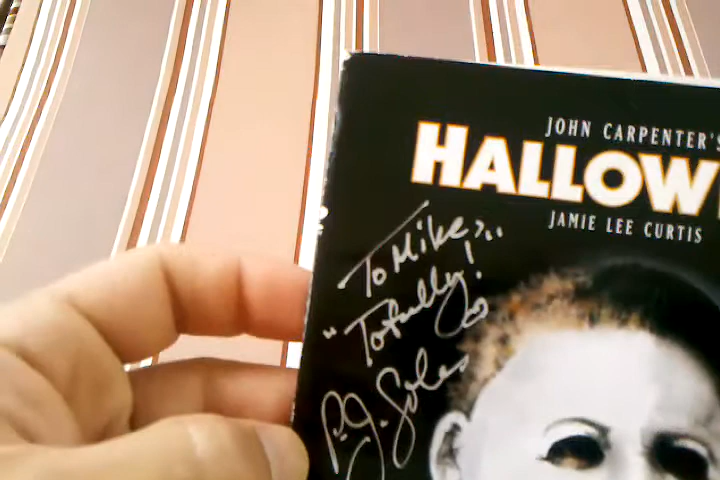 JOHN CARPENTER'S
HALLOW
JAMIE LEE CURTIS
To Mike,
"Totally!
P.J. Soles